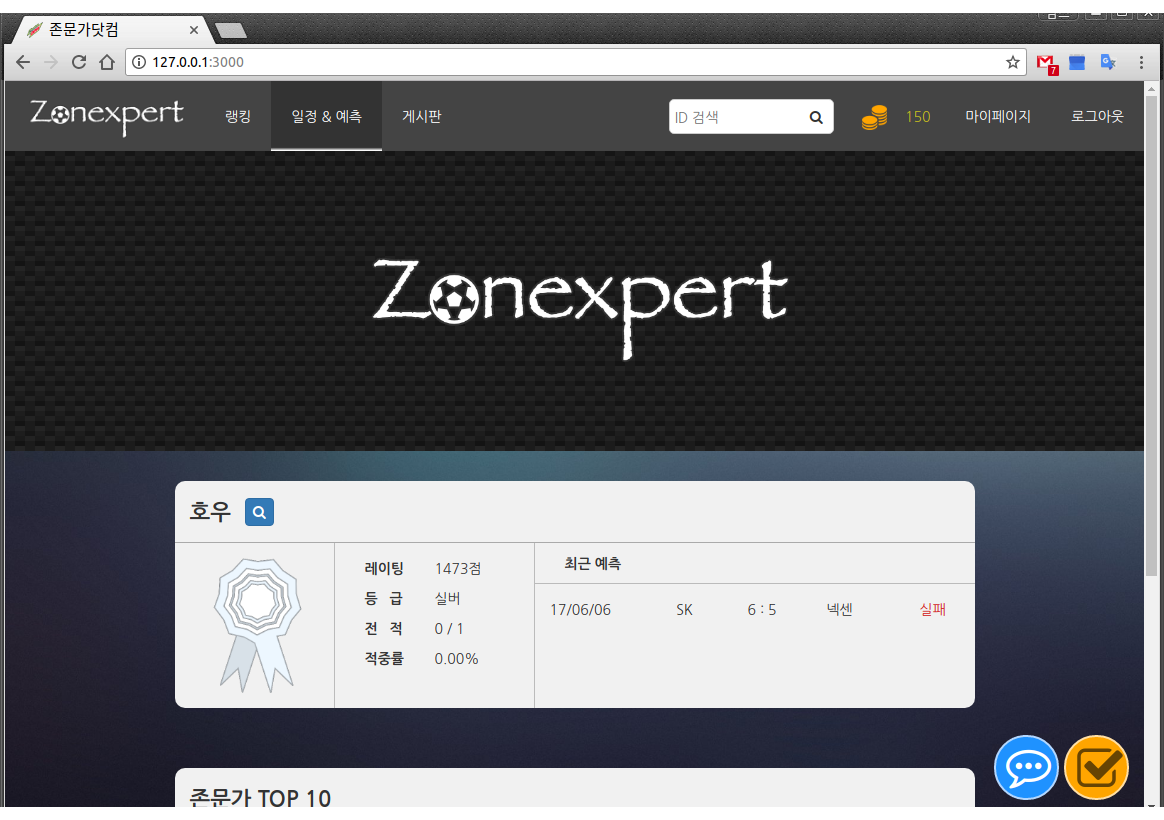 존문가닷컴
127.0.0.1:3000
7
Zonexpert 랭킹 일정 & 예측 게시판 ID 검색 150 마이페이지 로그아웃
Zonexpert
호우
레이팅 1473점
등 급 실버
전 적 0 / 1
적중률 0.00%
최근 예측
17/06/06 SK 6 : 5 넥센 실패
존문가 TOP 10